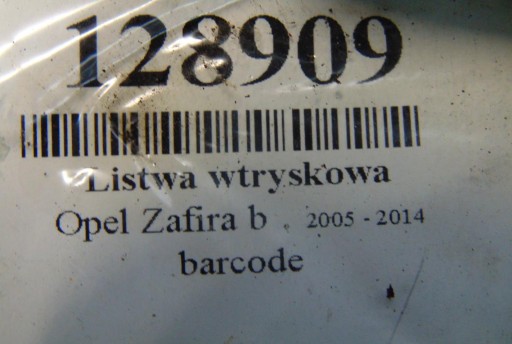 128909
Listwa wtryskowa
Opel Zafira b 2005 - 2014
barcode